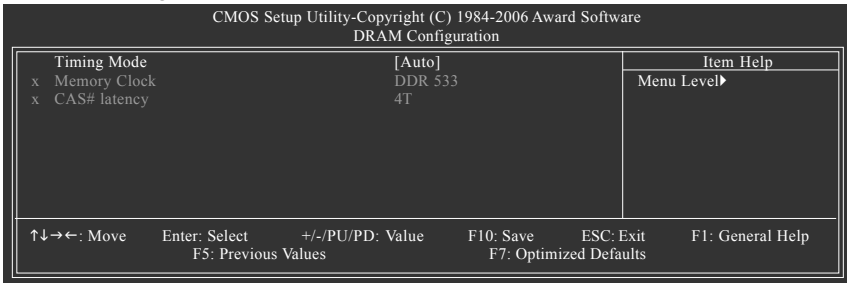 CMOS Setup Utility-Copyright (C) 1984-2006 Award Software
DRAM Configuration
Timing Mode [Auto] Item Help
x Memory Clock DDR 533 Menu Level▶
x CAS# latency 4T
↑↓→←: Move Enter: Select +/-/PU/PD: Value F10: Save ESC: Exit F1: General Help
F5: Previous Values F7: Optimized Defaults